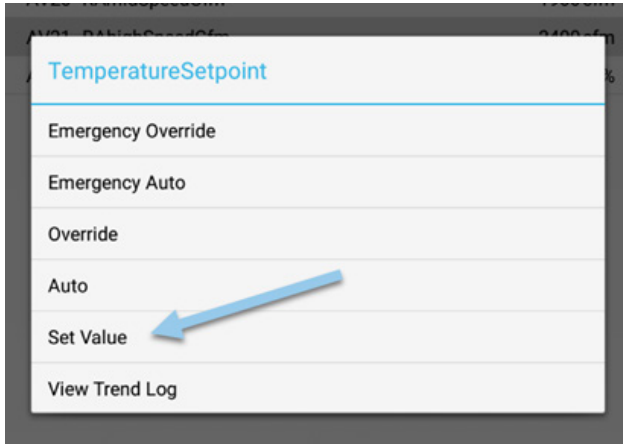 TemperatureSetpoint
Emergency Override
Emergency Auto
Override
Auto
Set Value
View Trend Log